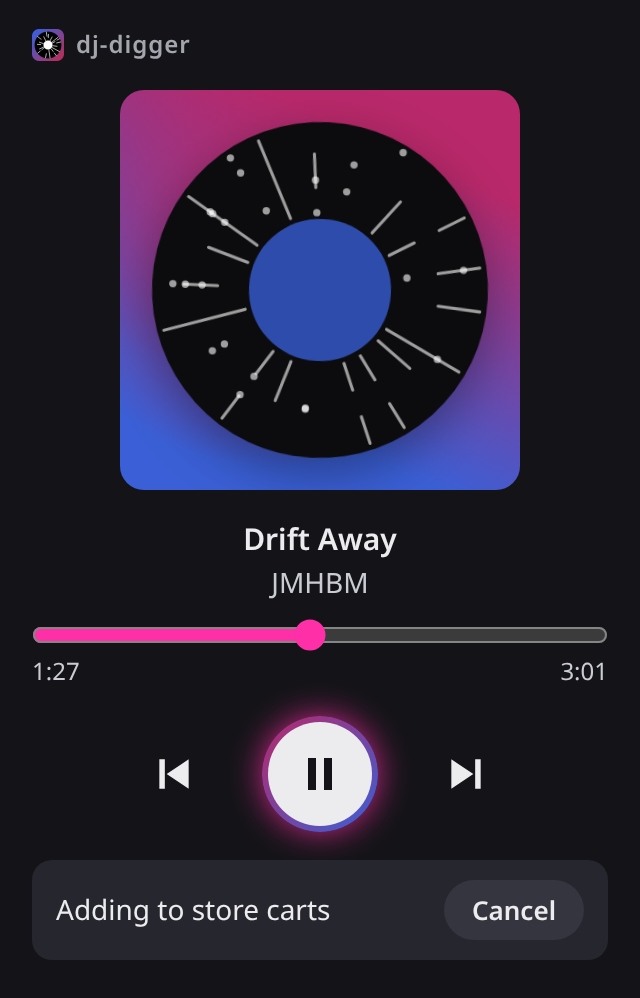 dj-digger
Drift Away
JMHBM
1:27
3:01
Adding to store carts
Cancel